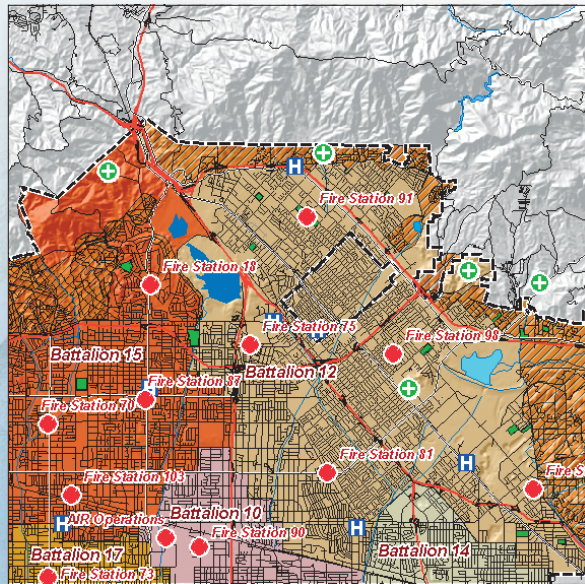 H
Fire Station 91
Fire Station 18
H
H
Fire Station 75
Fire Station 98
Battalion 15
Battalion 12
Fire Station 87
H
Fire Station 70
Fire Station 81
H
Fire Station 103
Fire S
H
AIR Operations
Battalion 10
H
Fire Station 90
Battalion 17
Battalion 14
Fire Station 73